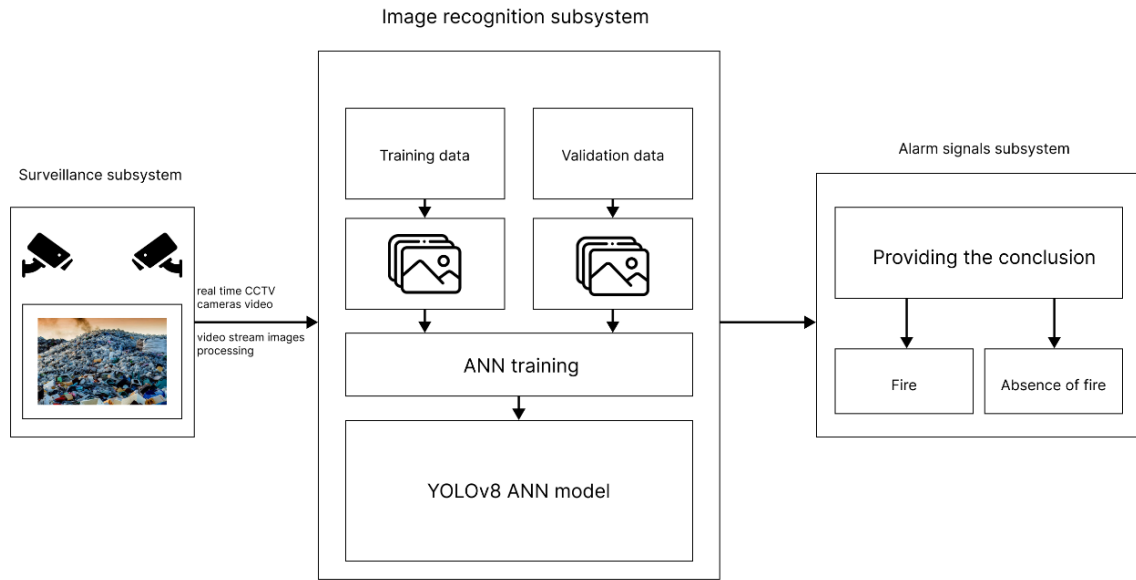 Image recognition subsystem
Training data
Validation data
Alarm signals subsystem
Surveillance subsystem
Providing the conclusion
real time CCTV
cameras video
video stream images
processing
ANN training
Fire
Absence of fire
YOLOv8 ANN model